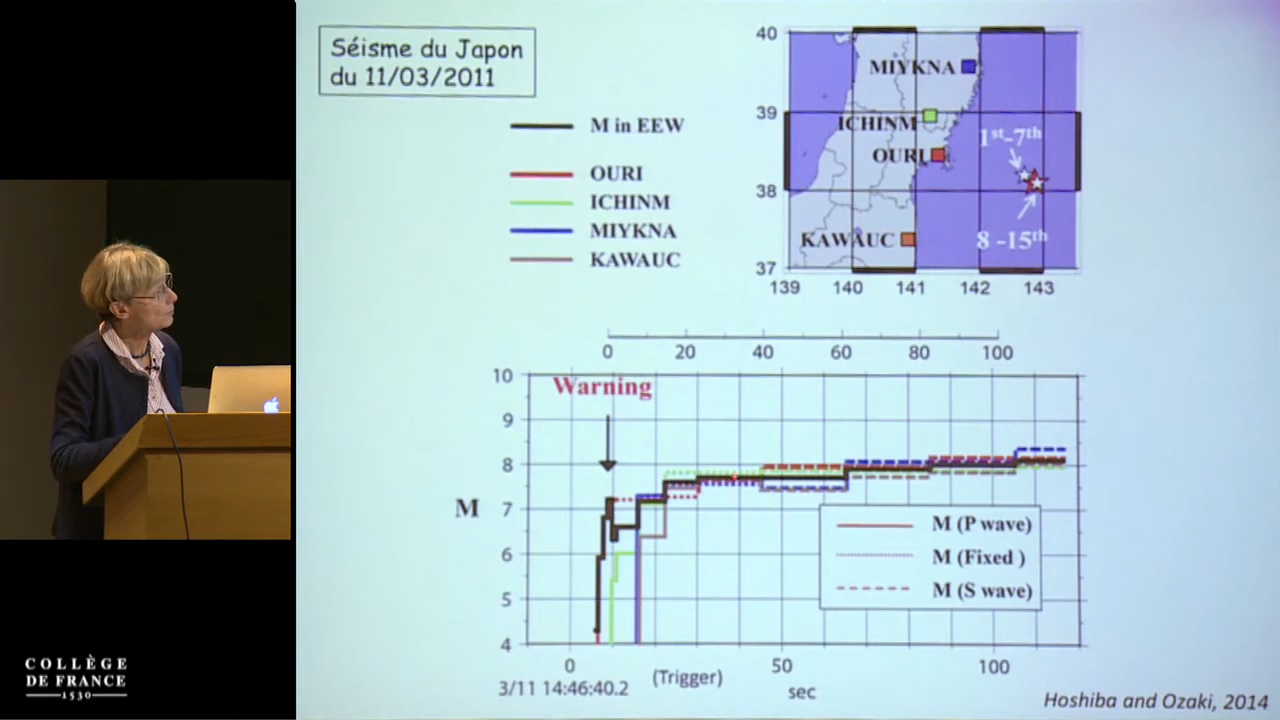 Séisme du Japon
du 11/03/2011
M in EEW
OURI
ICHINM
MIYKNA
KAWAUC
40
39
38
37
139 140 141 142 143
MIYKNA
ICHINM
OURI
KAWAUC
1st-7th
8 -15th
0 20 40 60 80 100
Warning
10
9
8
7
6
5
4
M
M (P wave)
M (Fixed )
M (S wave)
0 50 100
3/11 14:46:40.2
(Trigger)
sec
Hoshiba and Ozaki, 2014
COLLÈGE
DE FRANCE
1530